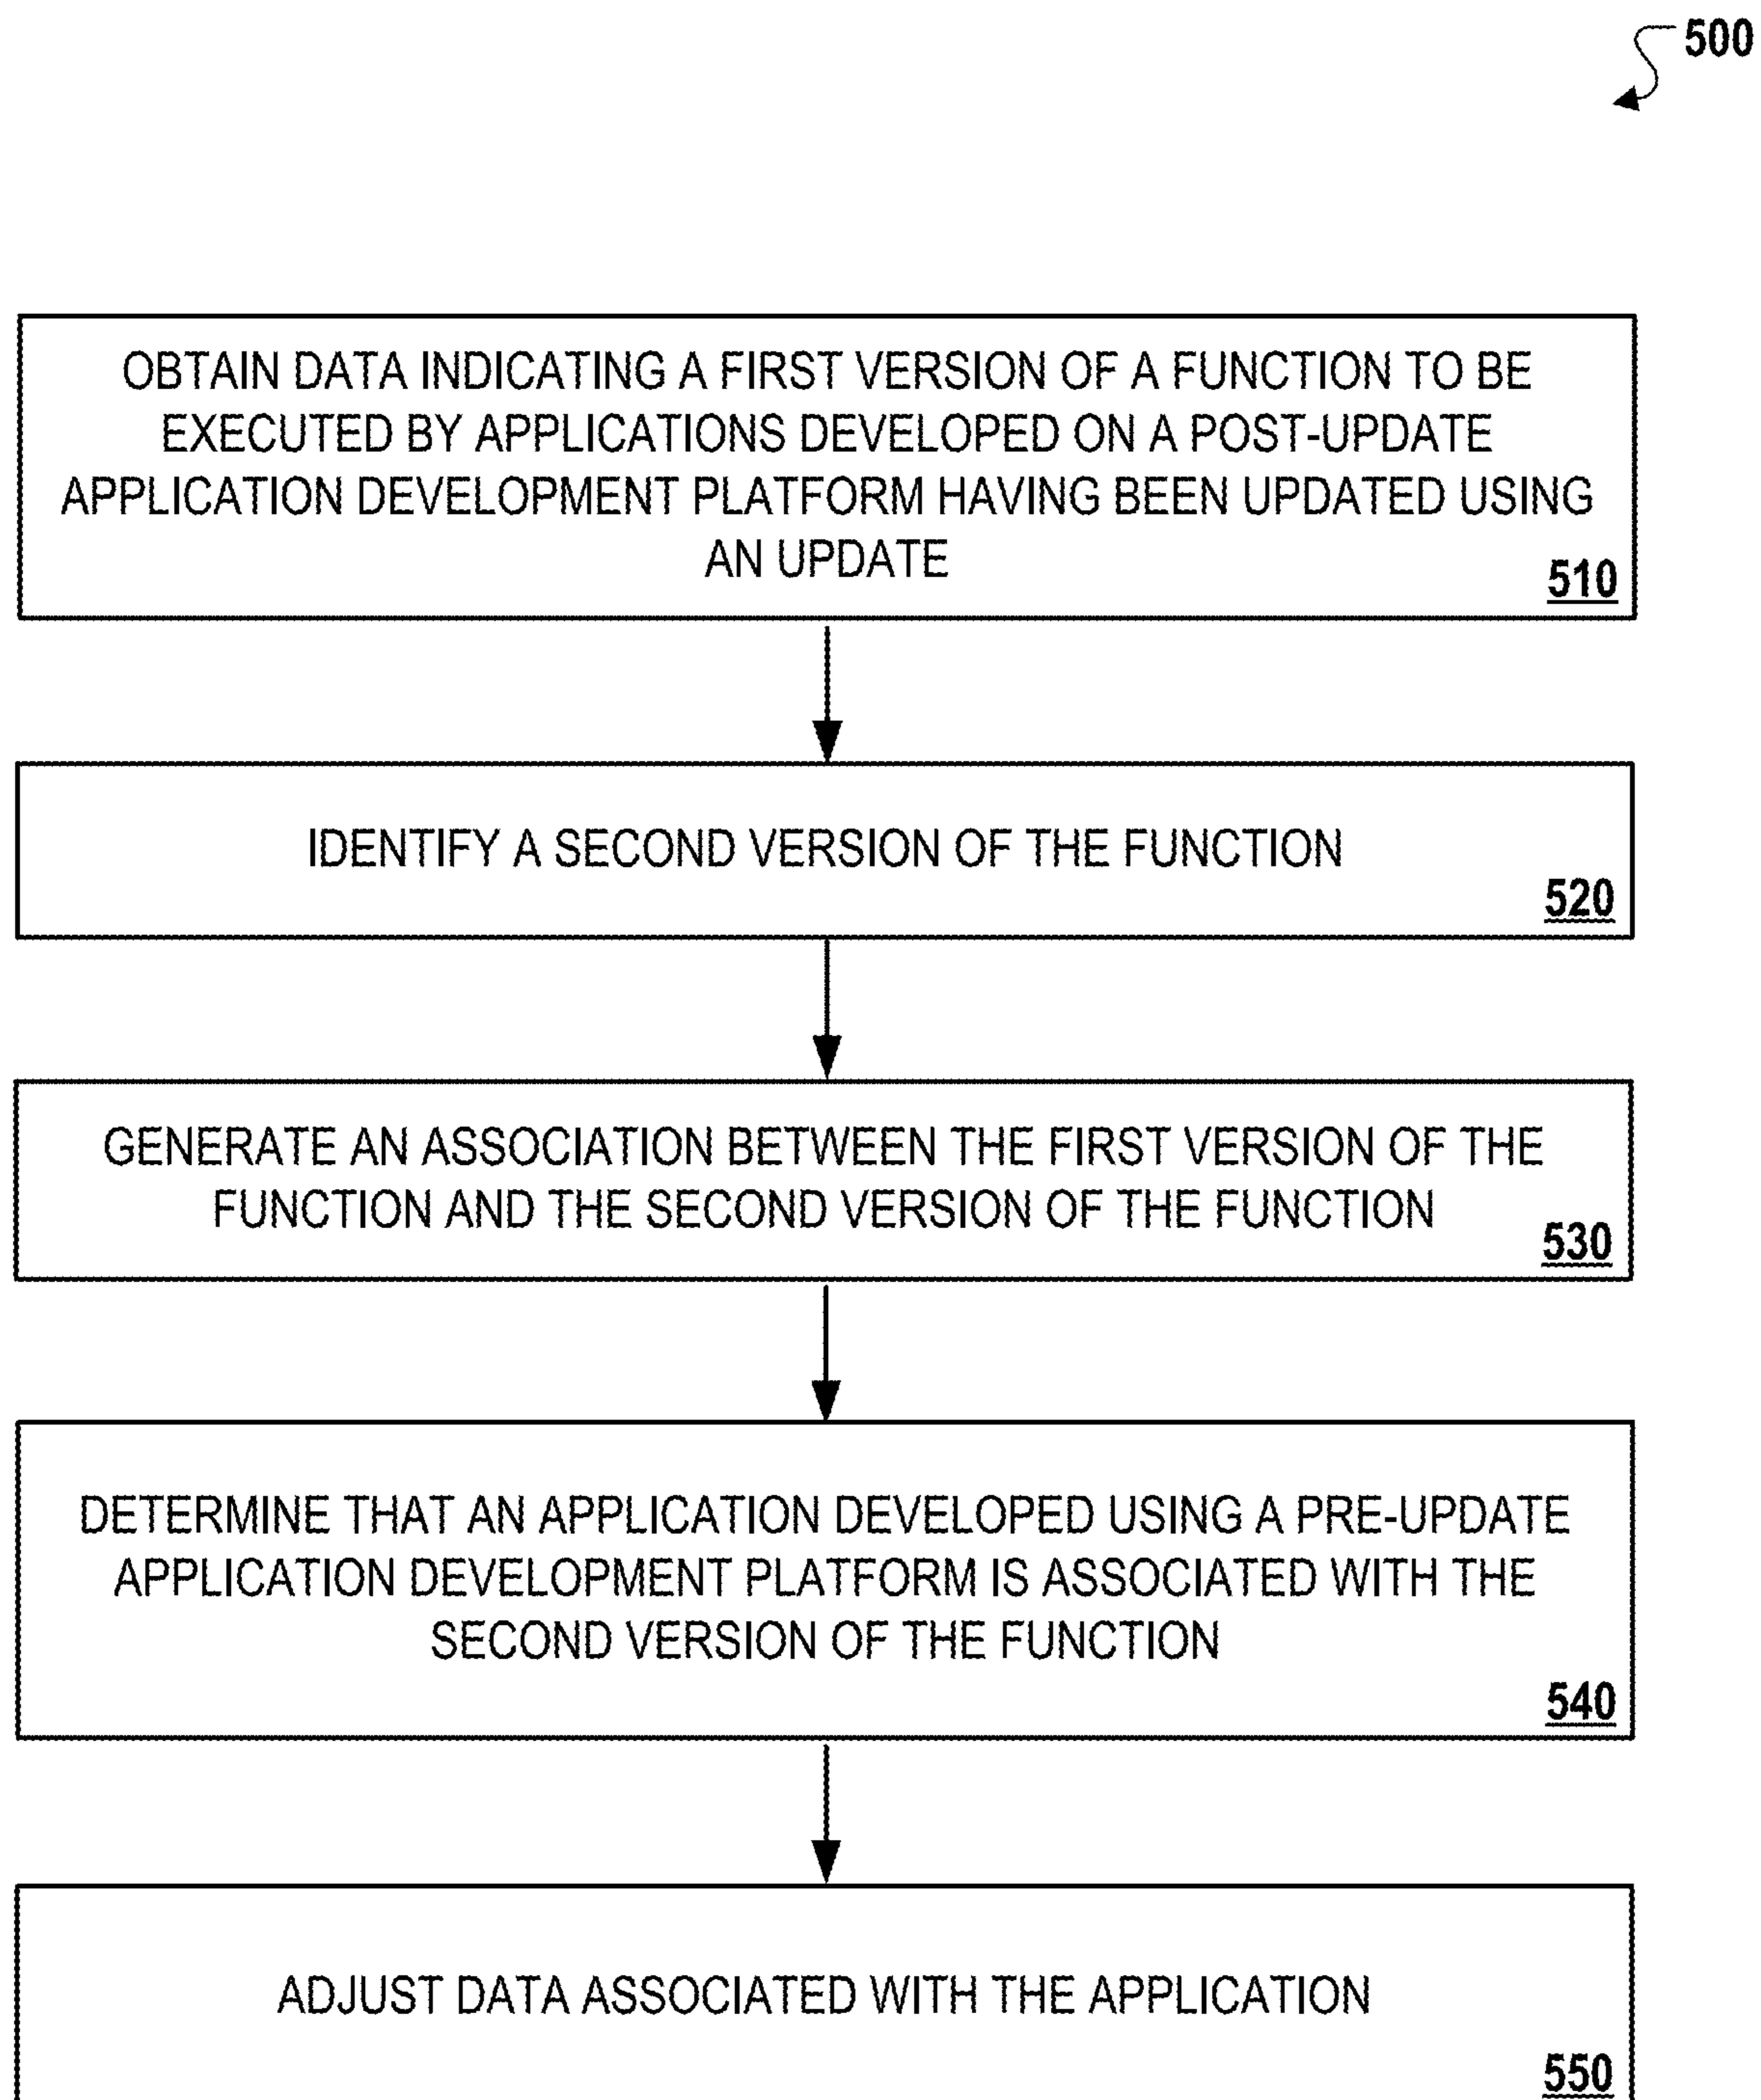 500
OBTAIN DATA INDICATING A FIRST VERSION OF A FUNCTION TO BE
EXECUTED BY APPLICATIONS DEVELOPED ON A POST-UPDATE
APPLICATION DEVELOPMENT PLATFORM HAVING BEEN UPDATED USING
AN UPDATE
510
IDENTIFY A SECOND VERSION OF THE FUNCTION
520
GENERATE AN ASSOCIATION BETWEEN THE FIRST VERSION OF THE
FUNCTION AND THE SECOND VERSION OF THE FUNCTION
530
DETERMINE THAT AN APPLICATION DEVELOPED USING A PRE-UPDATE
APPLICATION DEVELOPMENT PLATFORM IS ASSOCIATED WITH THE
SECOND VERSION OF THE FUNCTION
540
ADJUST DATA ASSOCIATED WITH THE APPLICATION
550